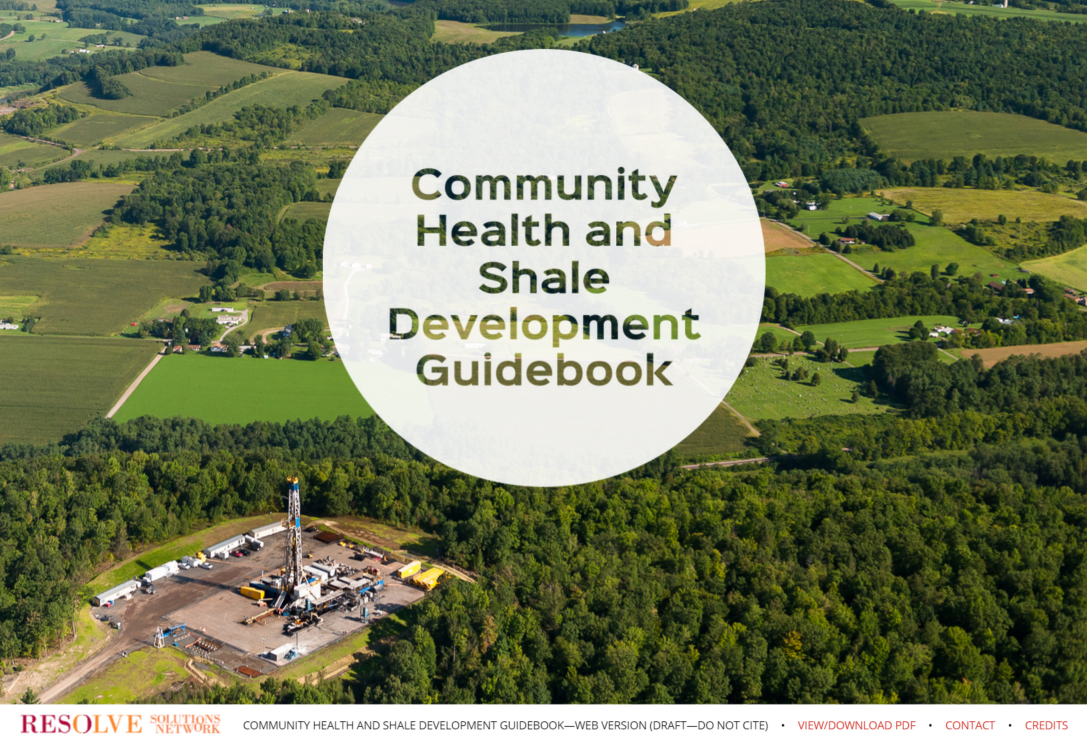 Community
Health and
Shale
Development
Guidebook
RESOLVE SOLUTIONS NETWORK COMMUNITY HEALTH AND SHALE DEVELOPMENT GUIDEBOOK—WEB VERSION (DRAFT—DO NOT CITE) • VIEW/DOWNLOAD PDF • CONTACT • CREDITS